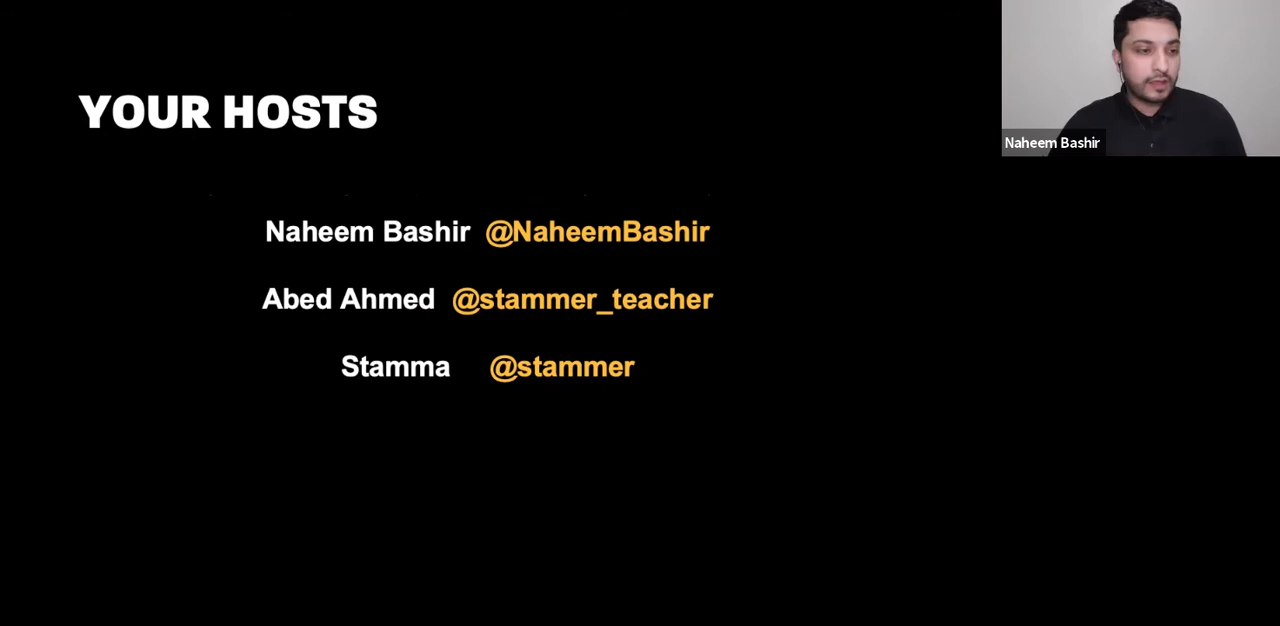 YOUR HOSTS
Naheem Bashir
Naheem Bashir @NaheemBashir
Abed Ahmed @stammer_teacher
Stamma @stammer